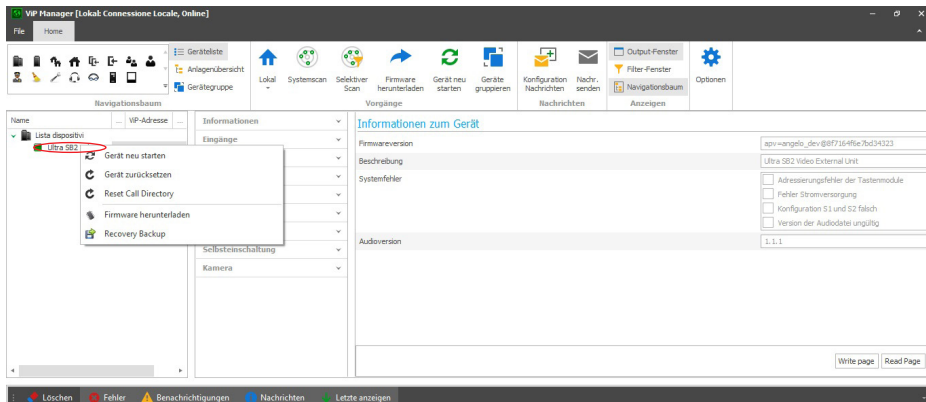 ViP Manager [Lokal: Connessione Locale, Online]
File Home
Geräteliste
Anlagenübersicht
Gerätegruppe
Navigationsbaum
Lokal
Systemscan
Selektiver Scan
Firmware herunterladen
Gerät neu starten
Geräte gruppieren
Vorgänge
Konfiguration Nachrichten
Nachr. senden
Nachrichten
Output-Fenster
Filter-Fenster
Navigationsbaum
Anzeigen
Optionen
Name ... ViP-Adresse ...
Lista dispositivi
Ultra SB2
Gerät neu starten
Gerät zurücksetzen
Reset Call Directory
Firmware herunterladen
Recovery Backup
Informationen
Eingänge
Selbsteinschaltung
Kamera
Informationen zum Gerät
Firmwareversion apv=angelo_dev@8f7164f6e7bd34323
Beschreibung Ultra SB2 Video External Unit
Systemfehler Adressierungsfehler der Tastenmodule
Fehler Stromversorgung
Konfiguration S1 und S2 falsch
Version der Audiodatei ungültig
Audioversion 1.1.1
Write page Read Page
Löschen Fehler Benachrichtigungen Nachrichten Letzte anzeigen